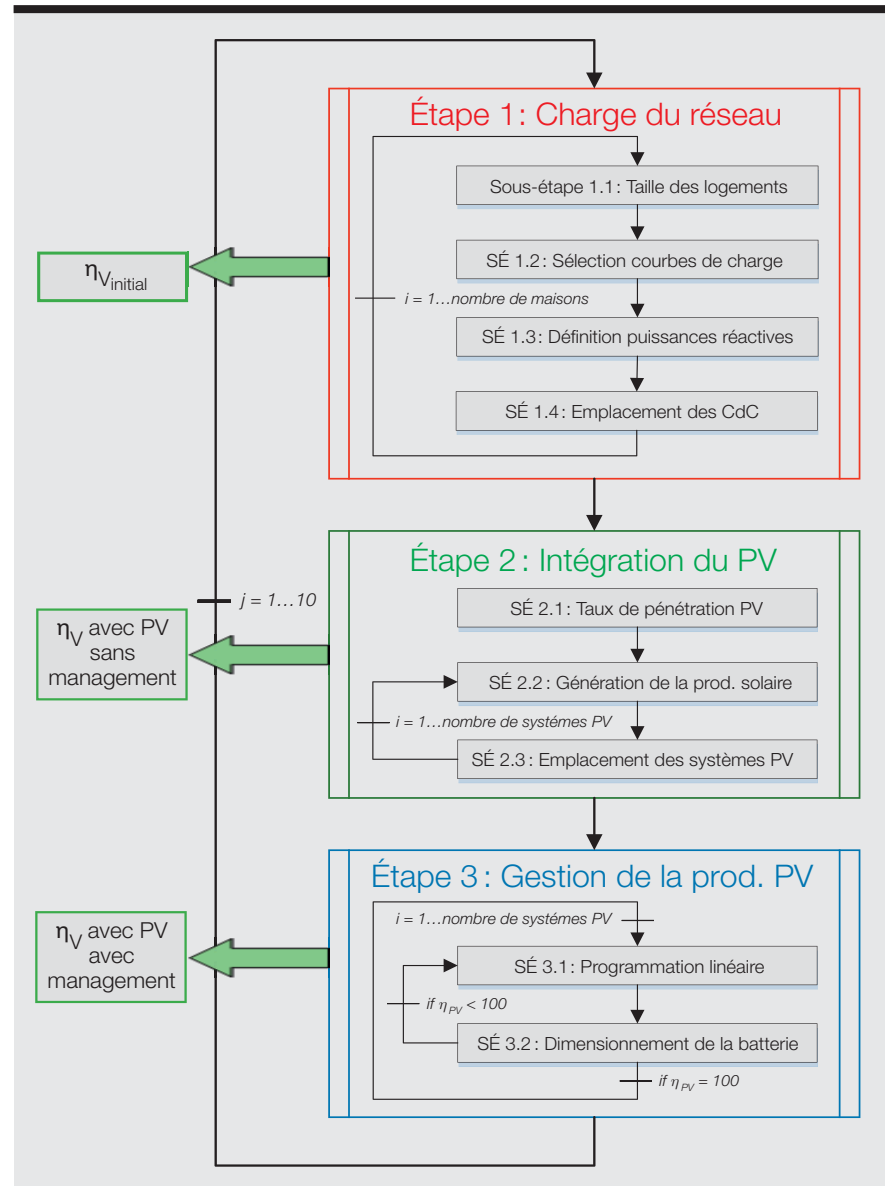 Étape 1 : Charge du réseau
Sous-étape 1.1 : Taille des logements
SÉ 1.2 : Sélection courbes de charge
i = 1...nombre de maisons
SÉ 1.3 : Définition puissances réactives
SÉ 1.4 : Emplacement des CdC
ηVinitial
Étape 2 : Intégration du PV
SÉ 2.1 : Taux de pénétration PV
j = 1...10
SÉ 2.2 : Génération de la prod. solaire
i = 1...nombre de systémes PV
SÉ 2.3 : Emplacement des systèmes PV
ηV avec PV
sans
management
Étape 3 : Gestion de la prod. PV
i = 1...nombre de systémes PV
SÉ 3.1 : Programmation linéaire
if ηPV < 100
SÉ 3.2 : Dimensionnement de la batterie
if ηPV = 100
ηV avec PV
avec
management